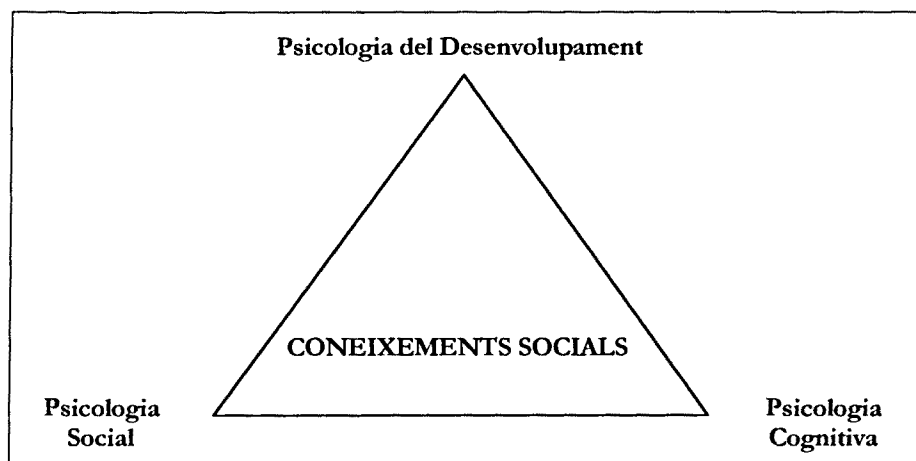 Psicologia del Desenvolupament
CONEIXEMENTS SOCIALS
Psicologia
Social
Psicologia
Cognitiva